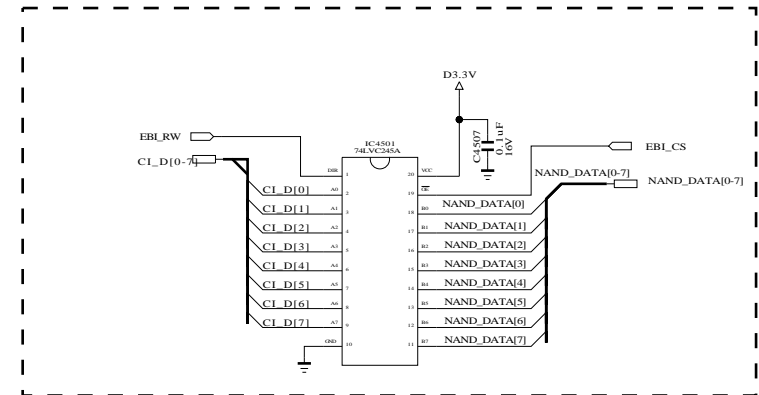 D3.3V
C4507
0.1uF
16V
EBI_RW
IC4501
74LVC245A
EBI_CS
CI_D[0-7]
NAND_DATA[0-7]
NAND_DATA[0-7]
DIR 1 20 VCC
CI_D[0] A0 2 19 OE
CI_D[1] A1 3 18 B0 NAND_DATA[0]
CI_D[2] A2 4 17 B1 NAND_DATA[1]
CI_D[3] A3 5 16 B2 NAND_DATA[2]
CI_D[4] A4 6 15 B3 NAND_DATA[3]
CI_D[5] A5 7 14 B4 NAND_DATA[4]
CI_D[6] A6 8 13 B5 NAND_DATA[5]
CI_D[7] A7 9 12 B6 NAND_DATA[6]
GND 10 11 B7 NAND_DATA[7]